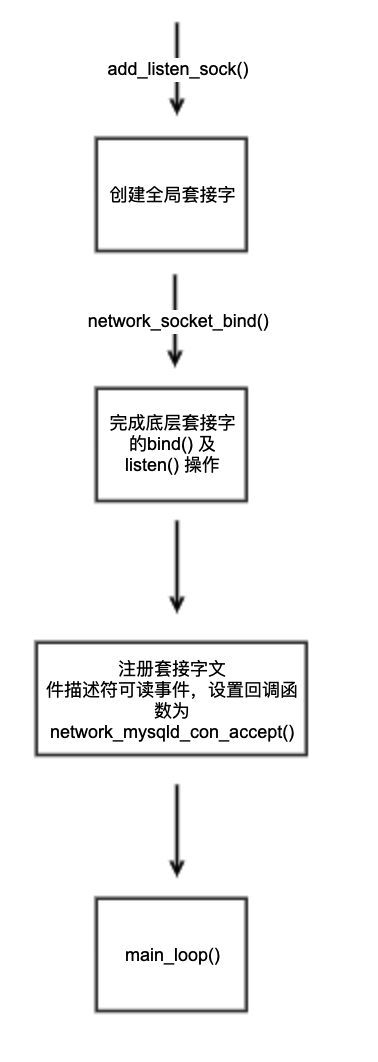 add_listen_sock()
创建全局套接字
network_socket_bind()
完成底层套接字
的bind() 及
listen() 操作
注册套接字文
件描述符可读事件，设置回调函
数为
network_mysqld_con_accept()
main_loop()